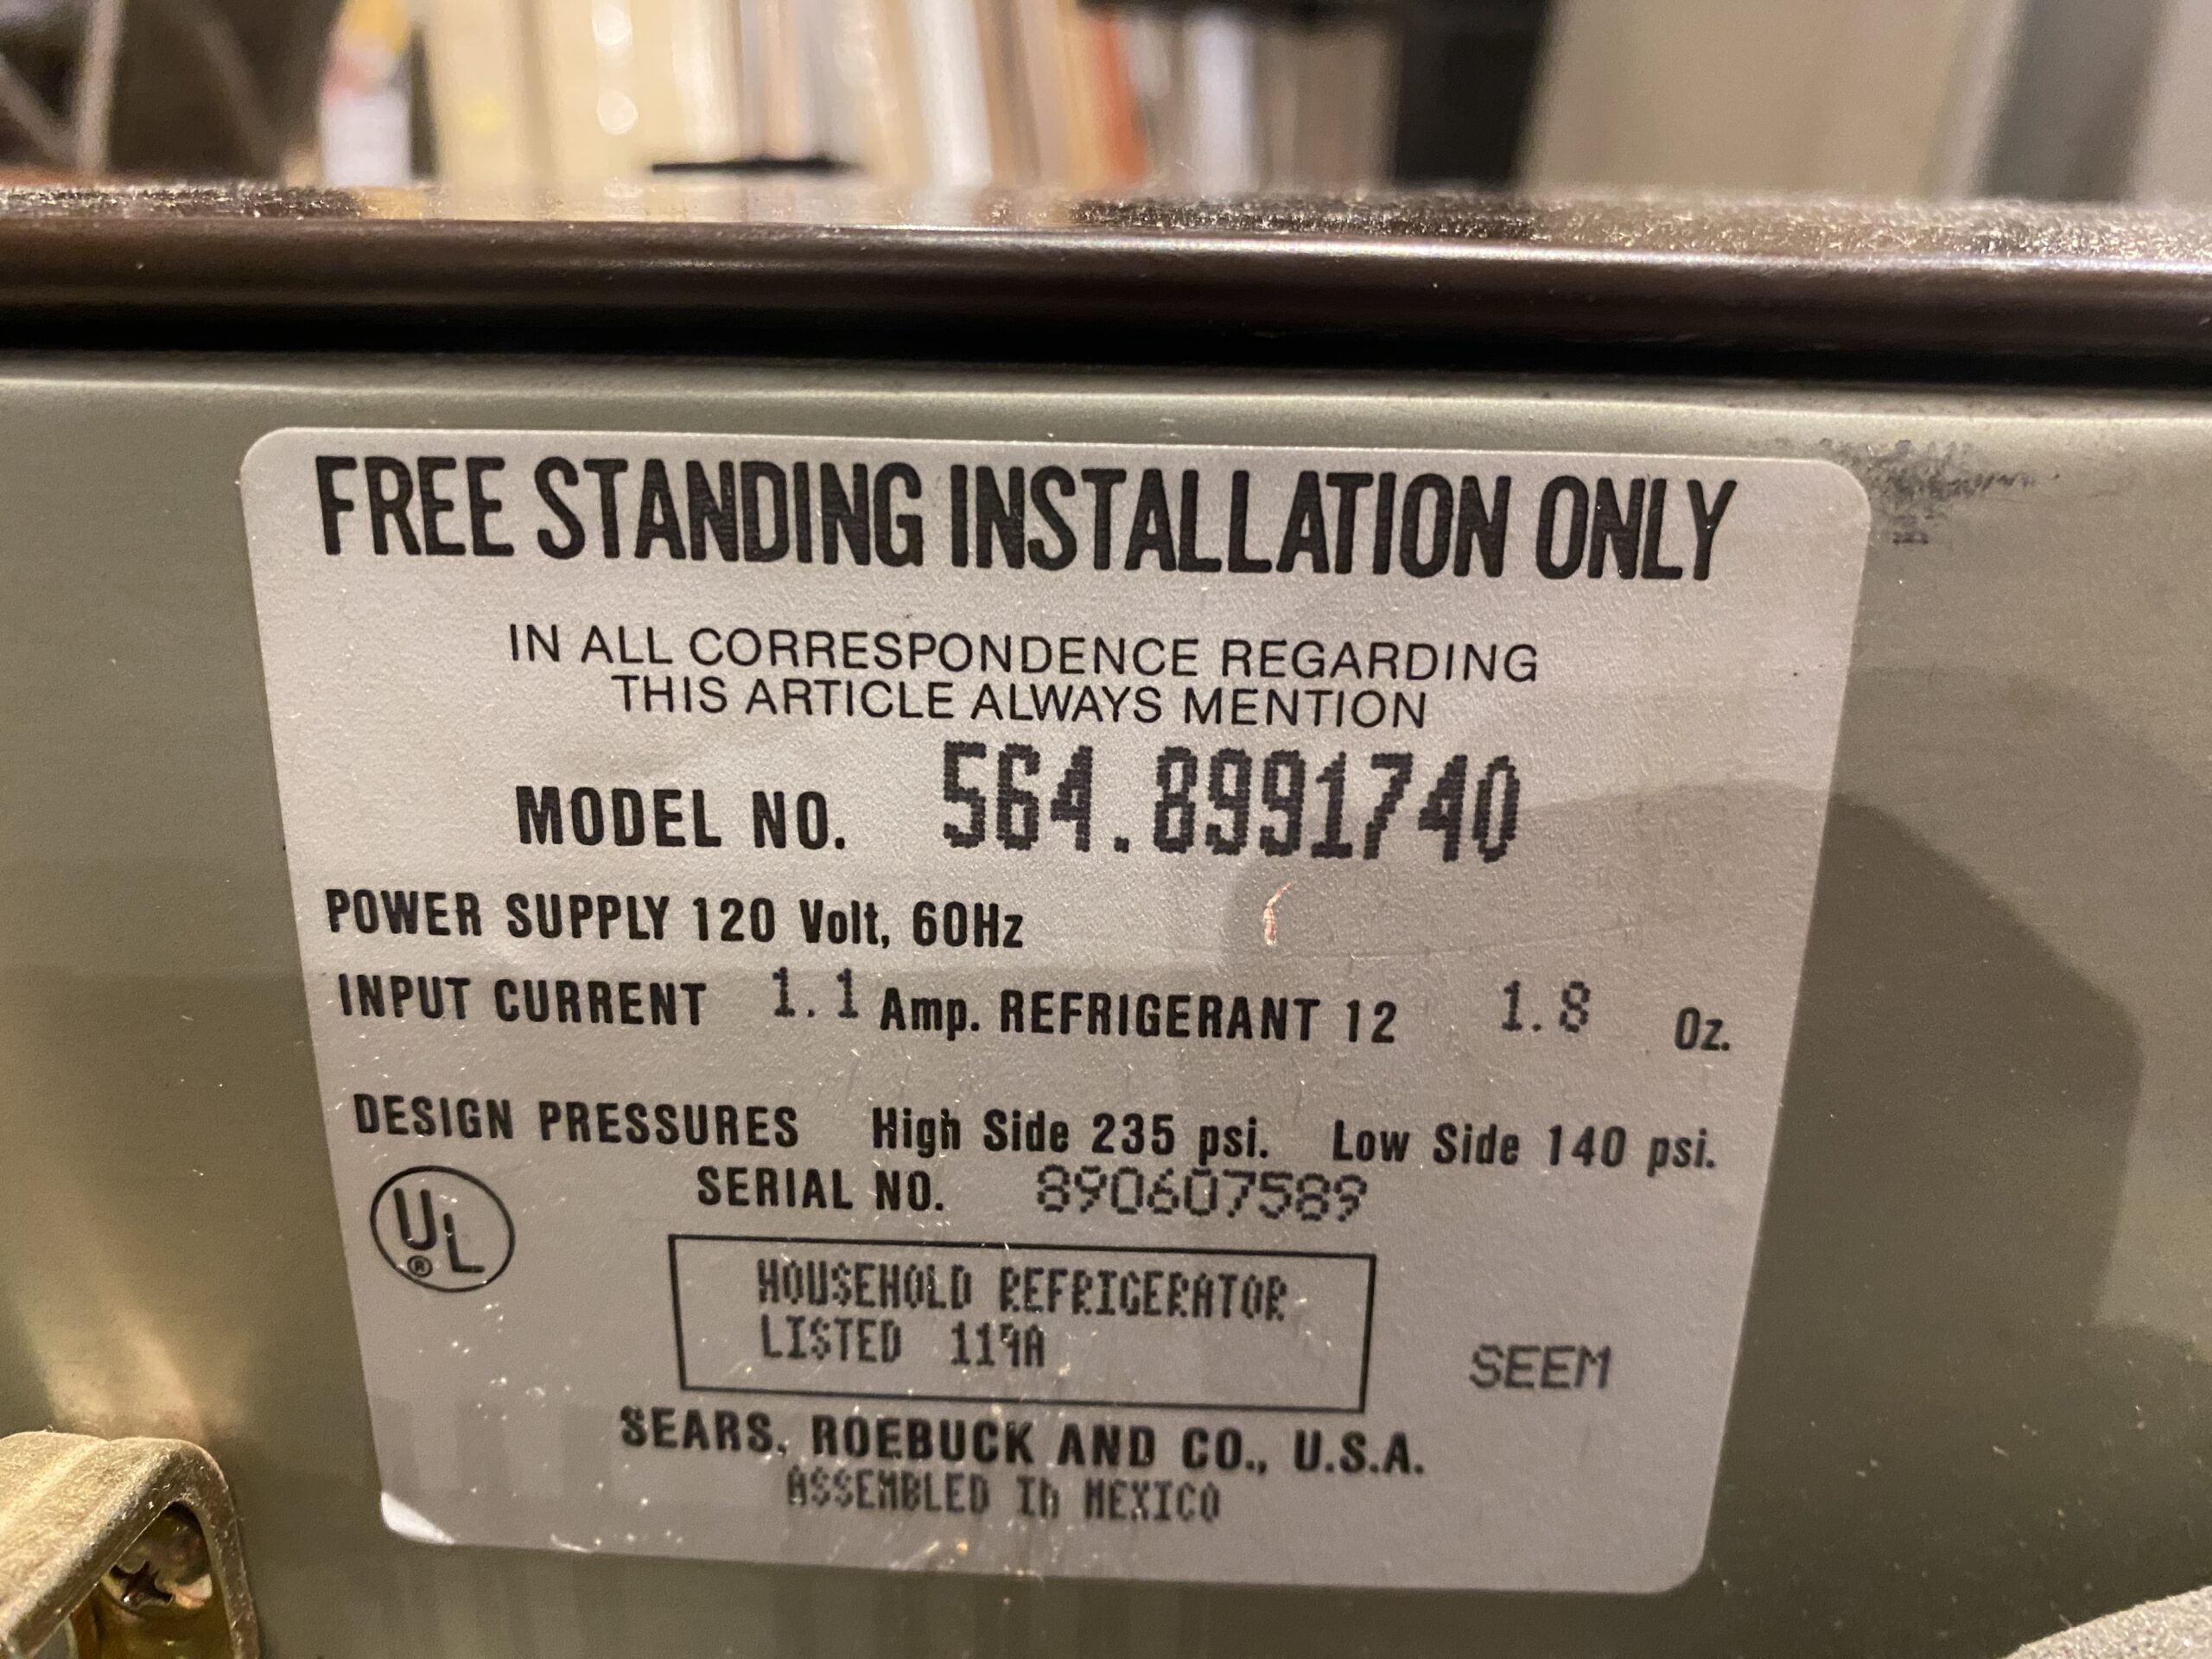 FREE STANDING INSTALLATION ONLY
IN ALL CORRESPONDENCE REGARDING
THIS ARTICLE ALWAYS MENTION
MODEL NO. 564.8991740
POWER SUPPLY 120 Volt, 60Hz
INPUT CURRENT 1.1 Amp. REFRIGERANT 12 1.8 Oz.
DESIGN PRESSURES High Side 235 psi. Low Side 140 psi.
SERIAL NO. 890607589
UL®
HOUSEHOLD REFRIGERATOR
LISTED 119A
SEEM
SEARS, ROEBUCK AND CO., U.S.A.
ASSEMBLED In MEXICO